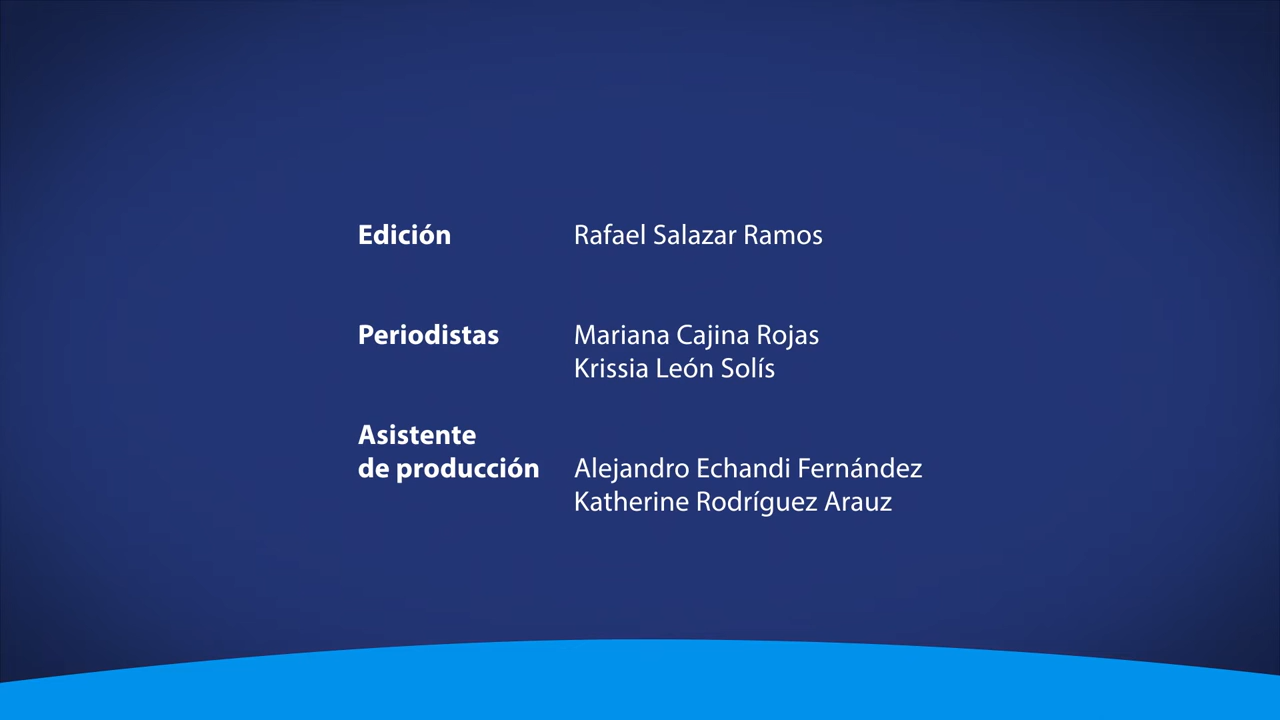 Edición Rafael Salazar Ramos
Periodistas Mariana Cajina Rojas
Krissia León Solís
Asistente
de producción Alejandro Echandi Fernández
Katherine Rodríguez Arauz